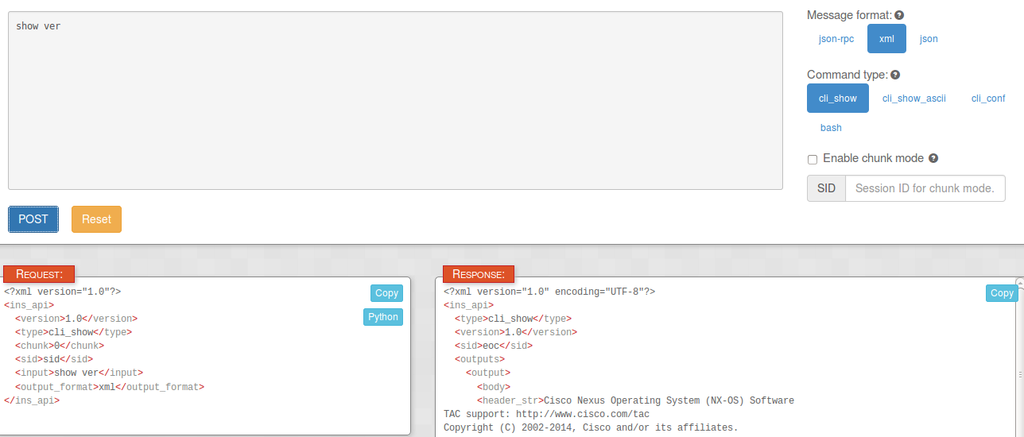 show ver
Message format:
json-rpc xml json
Command type:
cli_show cli_show_ascii cli_conf
bash
Enable chunk mode
SID Session ID for chunk mode.
POST Reset
REQUEST:
Copy
Python
<?xml version="1.0"?>
<ins_api>
  <version>1.0</version>
  <type>cli_show</type>
  <chunk>0</chunk>
  <sid>sid</sid>
  <input>show ver</input>
  <output_format>xml</output_format>
</ins_api>
RESPONSE:
Copy
<?xml version="1.0" encoding="UTF-8"?>
<ins_api>
  <type>cli_show</type>
  <version>1.0</version>
  <sid>eoc</sid>
  <outputs>
    <output>
      <body>
      <header_str>Cisco Nexus Operating System (NX-OS) Software
TAC support: http://www.cisco.com/tac
Copyright (C) 2002-2014, Cisco and/or its affiliates.